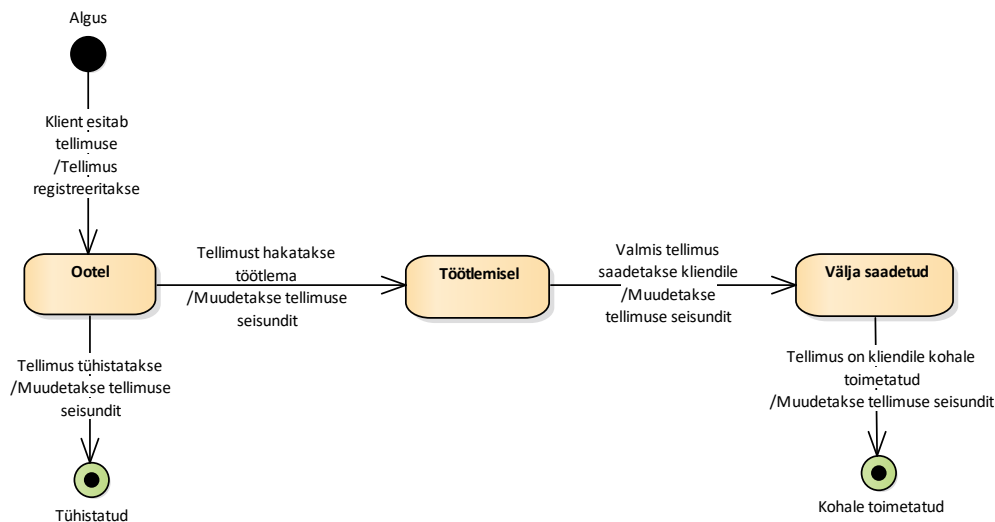 Algus
Klient esitab
tellimuse
/Tellimus
registreeritakse
Ootel
Tellimust hakatakse
töötlema
/Muudetakse tellimuse
seisundit
Töötlemisel
Valmis tellimus
saadetakse kliendile
/Muudetakse
tellimuse seisundit
Välja saadetud
Tellimus tühistatakse
/Muudetakse tellimuse
seisundit
Tühistatud
Tellimus on kliendile kohale
toimetatud
/Muudetakse tellimuse seisundit
Kohale toimetatud